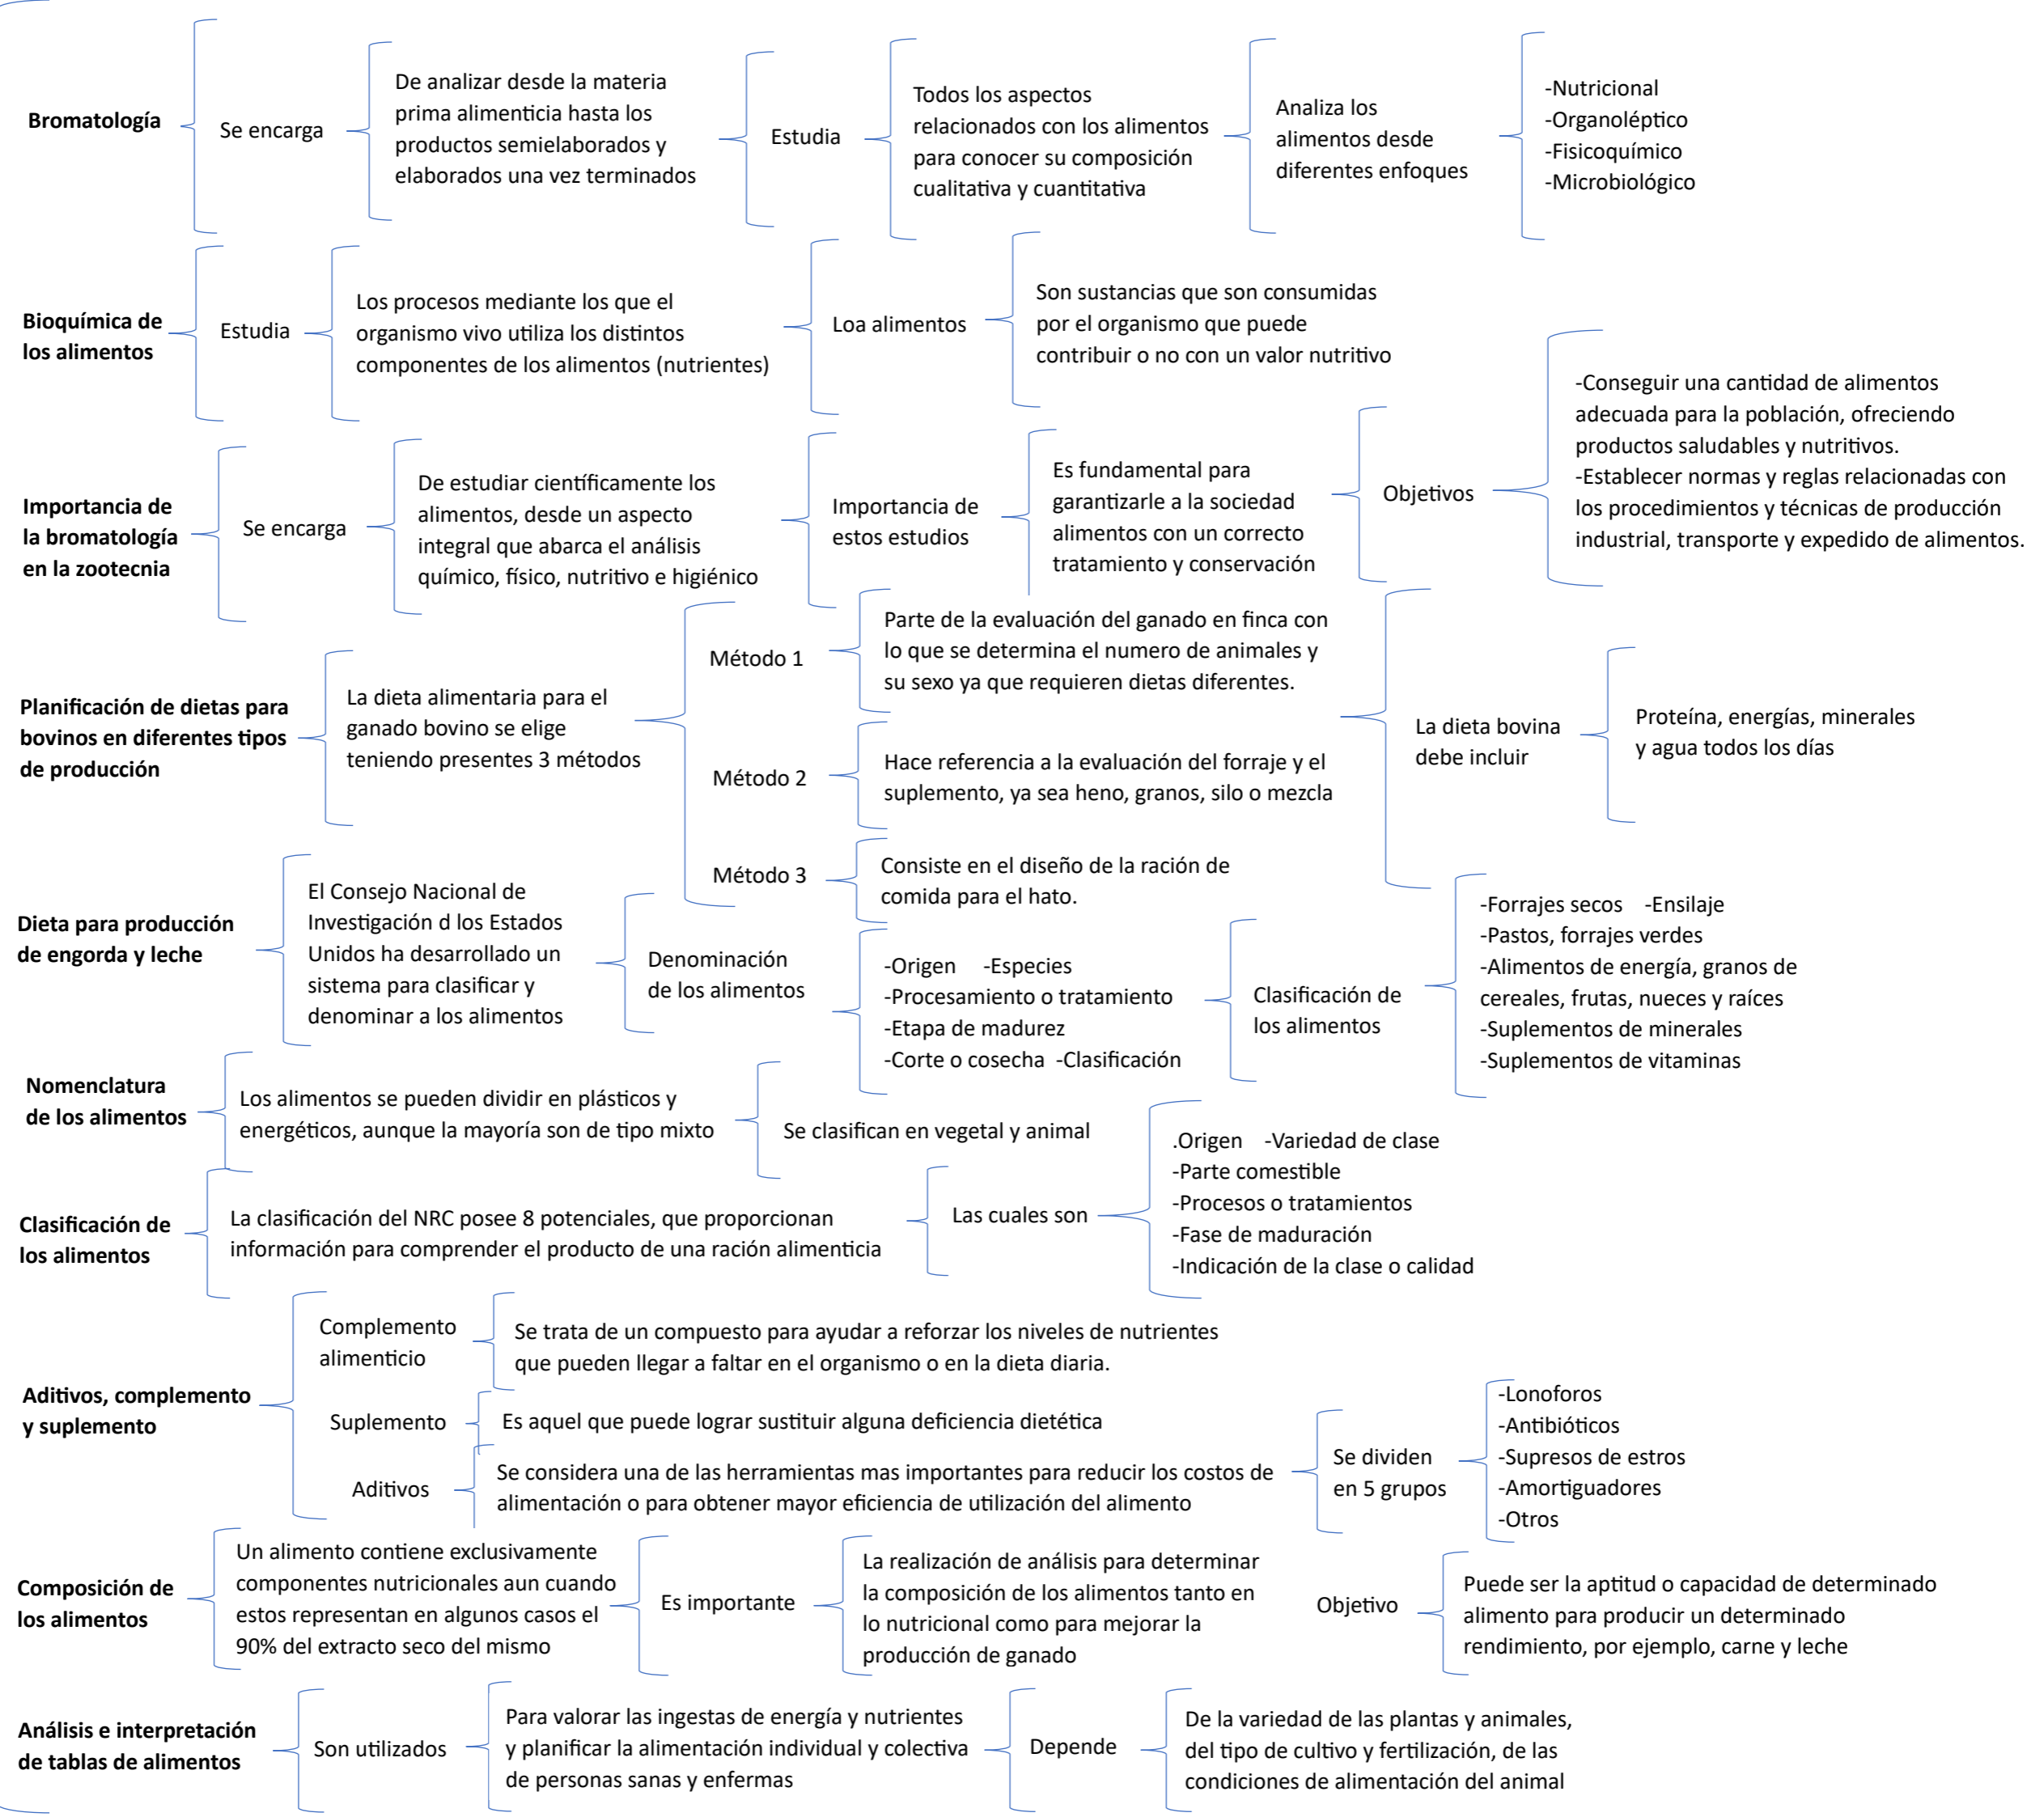 Bromatología
Se encarga
De analizar desde la materia
prima alimenticia hasta los
productos semielaborados y
elaborados una vez terminados
Estudia
Todos los aspectos
relacionados con los alimentos
para conocer su composición
cualitativa y cuantitativa
Analiza los
alimentos desde
diferentes enfoques
-Nutricional
-Organoléptico
-Fisicoquímico
-Microbiológico
Bioquímica de
los alimentos
Estudia
Los procesos mediante los que el
organismo vivo utiliza los distintos
componentes de los alimentos (nutrientes)
Loa alimentos
Son sustancias que son consumidas
por el organismo que puede
contribuir o no con un valor nutritivo
Importancia de
la bromatología
en la zootecnia
Se encarga
De estudiar científicamente los
alimentos, desde un aspecto
integral que abarca el análisis
químico, físico, nutritivo e higiénico
Importancia de
estos estudios
Es fundamental para
garantizarle a la sociedad
alimentos con un correcto
tratamiento y conservación
Objetivos
-Conseguir una cantidad de alimentos
adecuada para la población, ofreciendo
productos saludables y nutritivos.
-Establecer normas y reglas relacionadas con
los procedimientos y técnicas de producción
industrial, transporte y expedido de alimentos.
Planificación de dietas para
bovinos en diferentes tipos
de producción
La dieta alimentaria para el
ganado bovino se elige
teniendo presentes 3 métodos
Método 1
Parte de la evaluación del ganado en finca con
lo que se determina el numero de animales y
su sexo ya que requieren dietas diferentes.
Método 2
Hace referencia a la evaluación del forraje y el
suplemento, ya sea heno, granos, silo o mezcla
Método 3
Consiste en el diseño de la ración de
comida para el hato.
La dieta bovina
debe incluir
Proteína, energías, minerales
y agua todos los días
Dieta para producción
de engorda y leche
El Consejo Nacional de
Investigación d los Estados
Unidos ha desarrollado un
sistema para clasificar y
denominar a los alimentos
Denominación
de los alimentos
-Origen -Especies
-Procesamiento o tratamiento
-Etapa de madurez
-Corte o cosecha -Clasificación
Clasificación de
los alimentos
-Forrajes secos -Ensilaje
-Pastos, forrajes verdes
-Alimentos de energía, granos de
cereales, frutas, nueces y raíces
-Suplementos de minerales
-Suplementos de vitaminas
Nomenclatura
de los alimentos
Los alimentos se pueden dividir en plásticos y
energéticos, aunque la mayoría son de tipo mixto
Se clasifican en vegetal y animal
Clasificación de
los alimentos
La clasificación del NRC posee 8 potenciales, que proporcionan
información para comprender el producto de una ración alimenticia
Las cuales son
.Origen -Variedad de clase
-Parte comestible
-Procesos o tratamientos
-Fase de maduración
-Indicación de la clase o calidad
Aditivos, complemento
y suplemento
Complemento
alimenticio
Se trata de un compuesto para ayudar a reforzar los niveles de nutrientes
que pueden llegar a faltar en el organismo o en la dieta diaria.
Suplemento
Es aquel que puede lograr sustituir alguna deficiencia dietética
Aditivos
Se considera una de las herramientas mas importantes para reducir los costos de
alimentación o para obtener mayor eficiencia de utilización del alimento
Se dividen
en 5 grupos
-Lonoforos
-Antibióticos
-Supresos de estros
-Amortiguadores
-Otros
Composición de
los alimentos
Un alimento contiene exclusivamente
componentes nutricionales aun cuando
estos representan en algunos casos el
90% del extracto seco del mismo
Es importante
La realización de análisis para determinar
la composición de los alimentos tanto en
lo nutricional como para mejorar la
producción de ganado
Objetivo
Puede ser la aptitud o capacidad de determinado
alimento para producir un determinado
rendimiento, por ejemplo, carne y leche
Análisis e interpretación
de tablas de alimentos
Son utilizados
Para valorar las ingestas de energía y nutrientes
y planificar la alimentación individual y colectiva
de personas sanas y enfermas
Depende
De la variedad de las plantas y animales,
del tipo de cultivo y fertilización, de las
condiciones de alimentación del animal